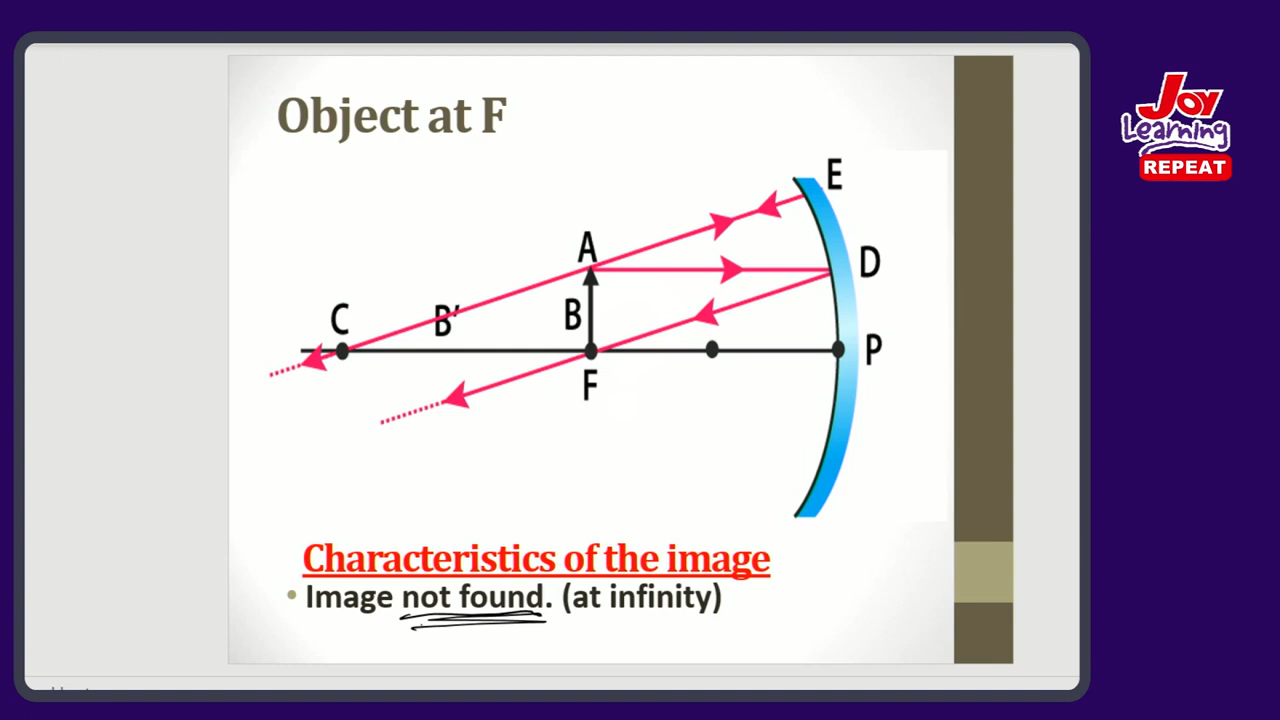 Object at F
JOY
Learning
REPEAT
E
A
D
C
B′
B
P
F
Characteristics of the image
• Image not found. (at infinity)